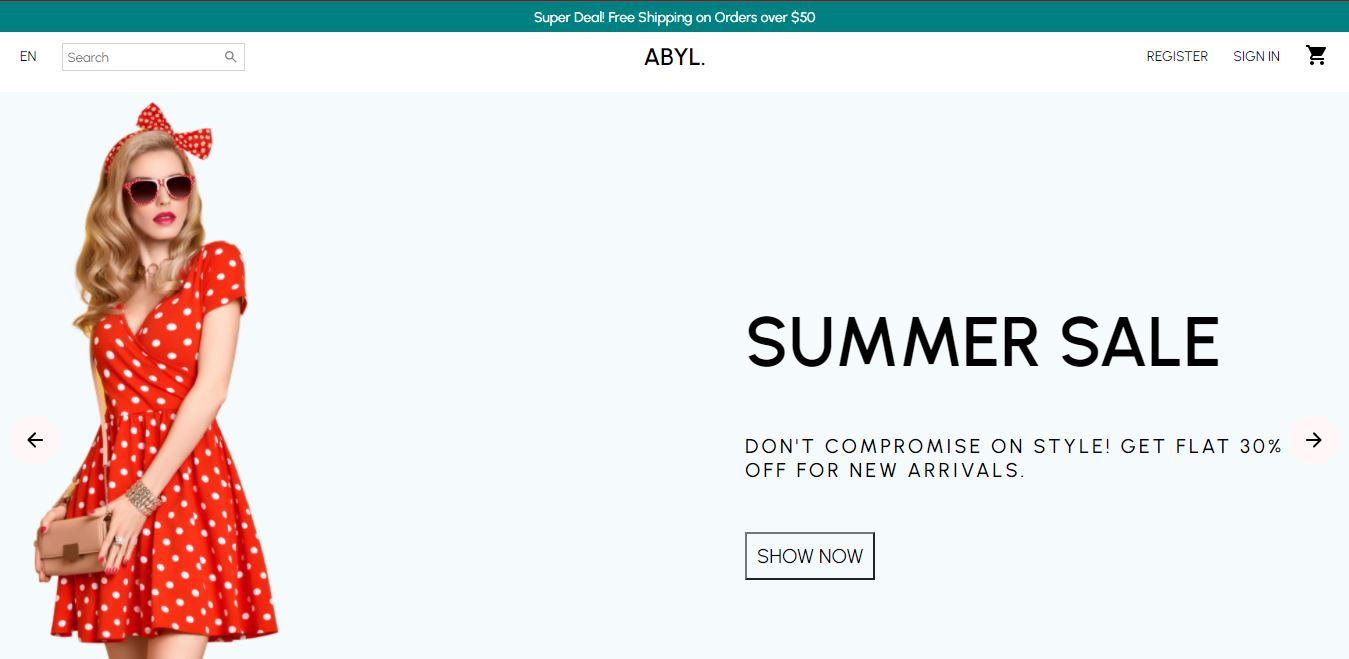 Super Deal! Free Shipping on Orders over $50
EN
Search
ABYL.
REGISTER
SIGN IN
SUMMER SALE
DON'T COMPROMISE ON STYLE! GET FLAT 30%
OFF FOR NEW ARRIVALS.
SHOW NOW